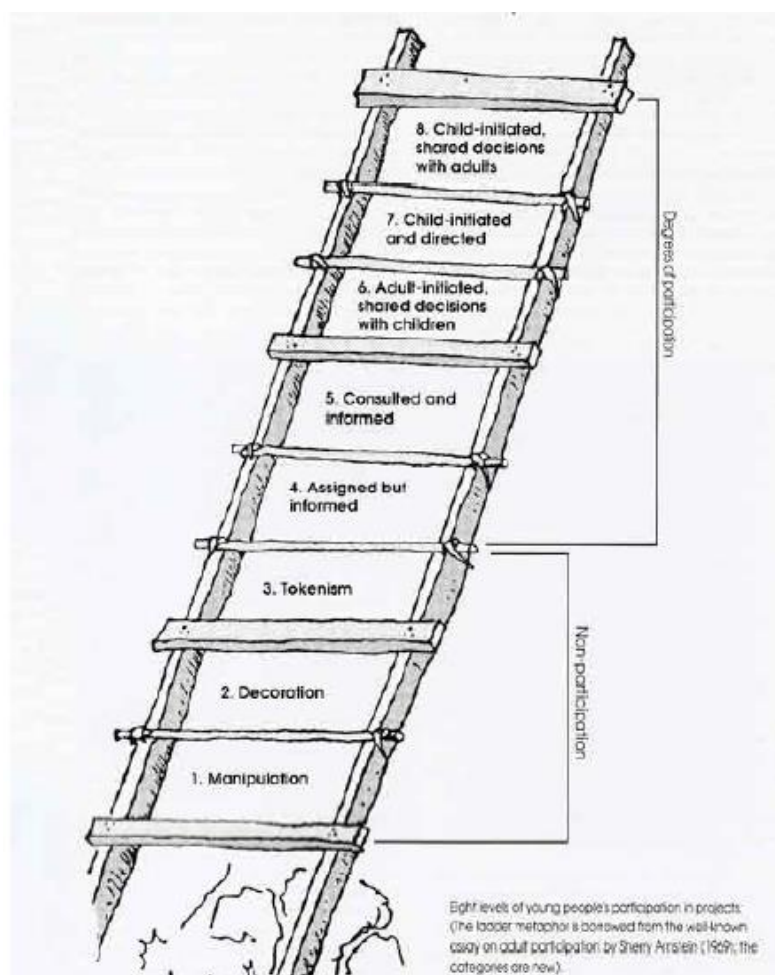 8. Child-initiated,
shared decisions
with adults
7. Child-initiated
and directed
6. Adult-initiated,
shared decisions
with children
5. Consulted and
informed
4. Assigned but
informed
3. Tokenism
2. Decoration
1. Manipulation
Degrees of participation
Non-participation
Eight levels of young people's participation in projects.
(The ladder metaphor is borrowed from the well-known
essay on adult participation by Sherry Arnstein (1969); the
categories are new).